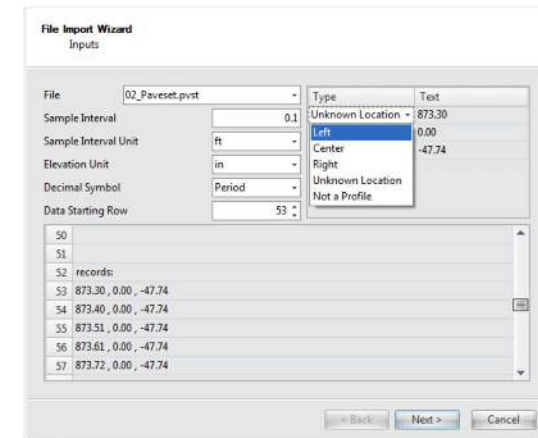 File Import Wizard
Inputs
File 02_Paveset.pvst
Sample Interval 0.1
Sample Interval Unit ft
Elevation Unit in
Decimal Symbol Period
Data Starting Row 53
Type Text
Unknown Location 873.30
Left 0.00
Center -47.74
Right
Unknown Location
Not a Profile
50
51
52 records:
53 873.30 , 0.00 , -47.74
54 873.40 , 0.00 , -47.74
55 873.51 , 0.00 , -47.74
56 873.61 , 0.00 , -47.74
57 873.72 , 0.00 , -47.74
< Back Next > Cancel